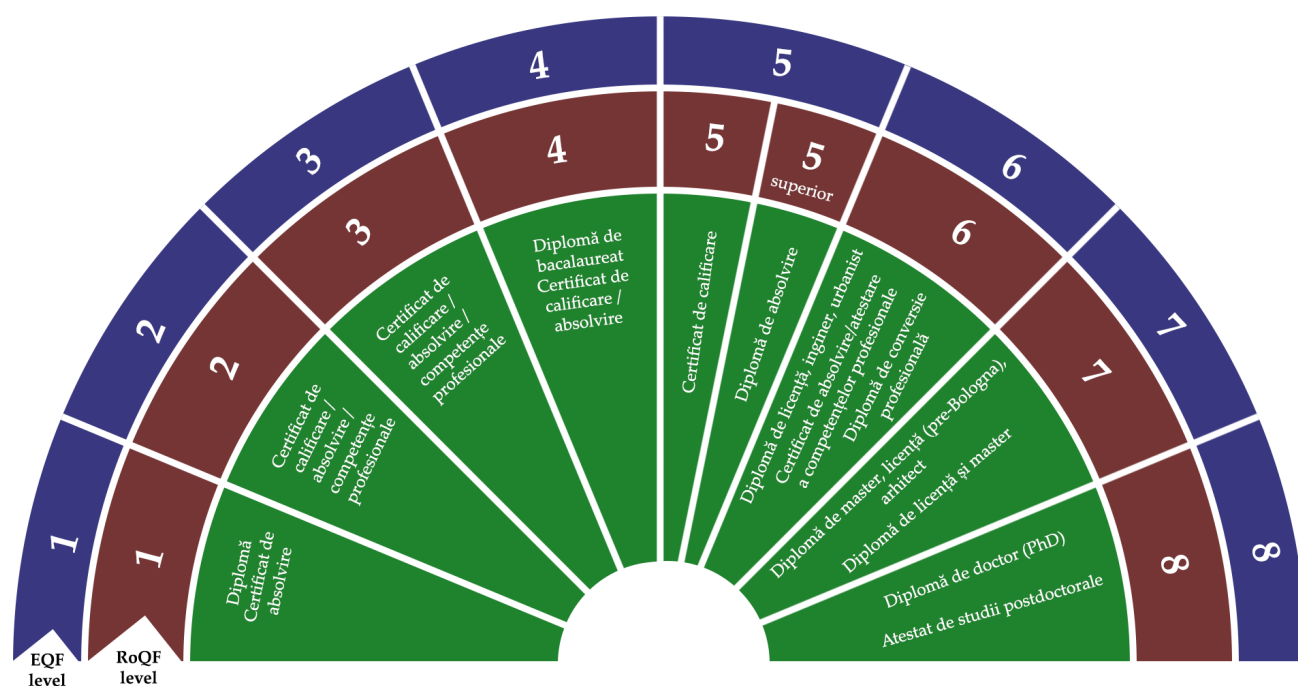 1
2
3
4
5
6
7
8
1
2
3
4
5
5
superior
6
7
8
Diplomă
Certificat de
absolvire
Certificat de
calificare /
absolvire /
competențe
profesionale
Certificat de
calificare /
absolvire /
competente
profesionale
Diplomă de
bacalaureat
Certificat de
calificare /
absolvire
Certificat de calificare
Diplomă de absolvire
Diplomă de licență, inginer, urbanist
Certificat de absolvire/atestare
a competențelor profesionale
Diplomă de conversie
profesională
Diplomă de master, licență (pre-Bologna),
arhitect
Diplomă de licență și master
Diplomă de doctor (PhD)
Atestat de studii postdoctorale
EQF
level
RoQF
level